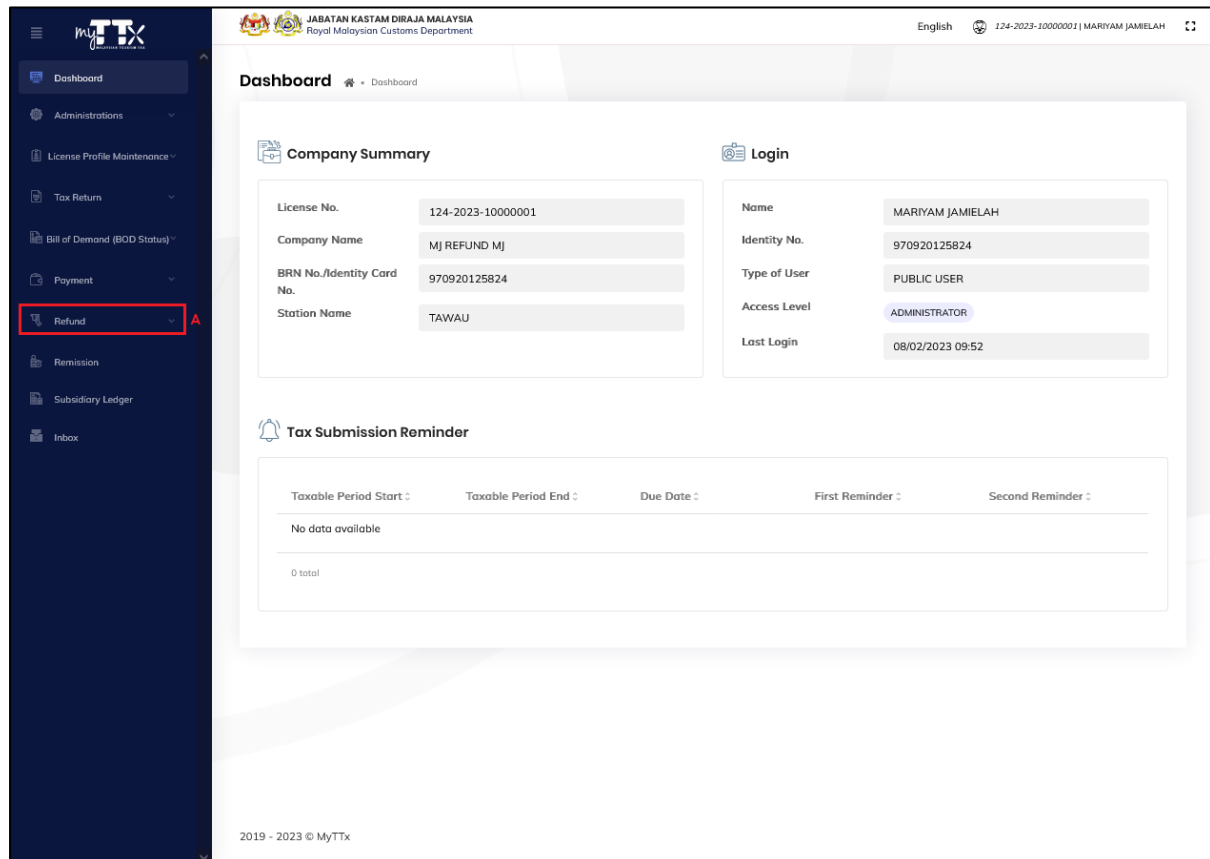 myTTX
MALAYSIAN TOURISM TAX
JABATAN KASTAM DIRAJA MALAYSIA
Royal Malaysian Customs Department
English
124-2023-10000001 | MARIYAM JAMIELAH
Dashboard
Administrations
License Profile Maintenance
Tax Return
Bill of Demand (BOD Status)
Payment
Refund
A
Remission
Subsidiary Ledger
Inbox
Dashboard • Dashboard
Company Summary
License No. 124-2023-10000001
Company Name MJ REFUND MJ
BRN No./Identity Card
No.
970920125824
Station Name TAWAU
Login
Name MARIYAM JAMIELAH
Identity No. 970920125824
Type of User PUBLIC USER
Access Level ADMINISTRATOR
Last Login 08/02/2023 09:52
Tax Submission Reminder
Taxable Period Start Taxable Period End Due Date First Reminder Second Reminder
No data available
0 total
2019 - 2023 © MyTTx